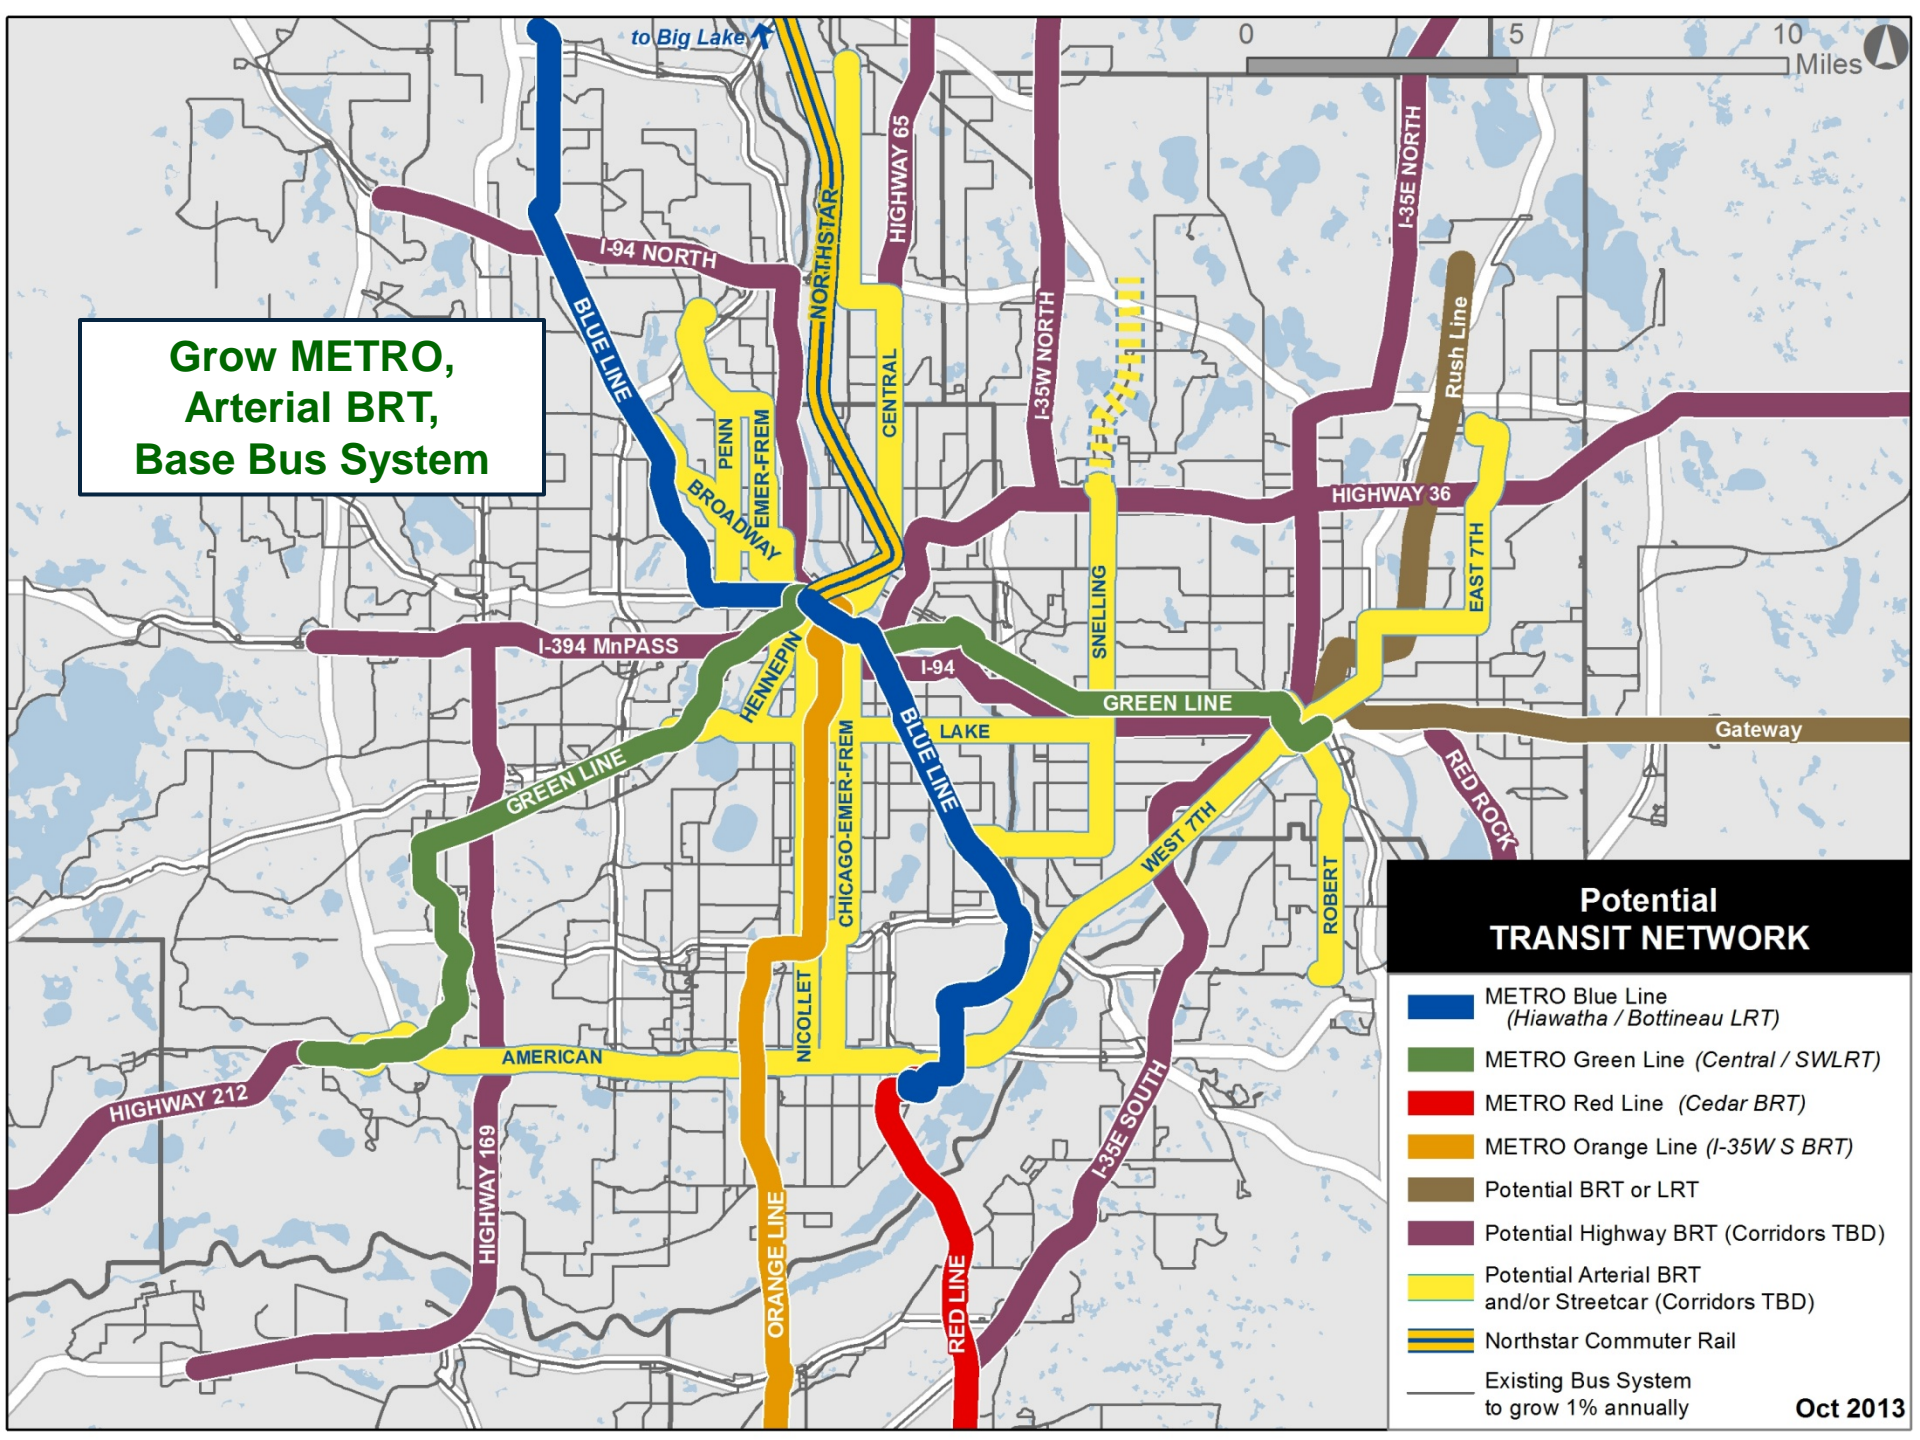 to Big Lake
0 5 10
Miles
HIGHWAY 65
I-35E NORTH
NORTHSTAR
I-94 NORTH
BLUE LINE
I-35W NORTH
Rush Line
Grow METRO,
Arterial BRT,
Base Bus System
CENTRAL
PENN
EMER-FREM
BROADWAY
HIGHWAY 36
EAST 7TH
SNELLING
I-394 MnPASS
HENNEPIN
I-94
GREEN LINE
LAKE
BLUE LINE
Gateway
GREEN LINE
CHICAGO-EMER-FREM
RED ROCK
WEST 7TH
ROBERT
NICOLLET
AMERICAN
HIGHWAY 212
I-35E SOUTH
HIGHWAY 169
ORANGE LINE
RED LINE
Potential
TRANSIT NETWORK
METRO Blue Line
(Hiawatha / Bottineau LRT)
METRO Green Line (Central / SWLRT)
METRO Red Line (Cedar BRT)
METRO Orange Line (I-35W S BRT)
Potential BRT or LRT
Potential Highway BRT (Corridors TBD)
Potential Arterial BRT
and/or Streetcar (Corridors TBD)
Northstar Commuter Rail
Existing Bus System
to grow 1% annually
Oct 2013